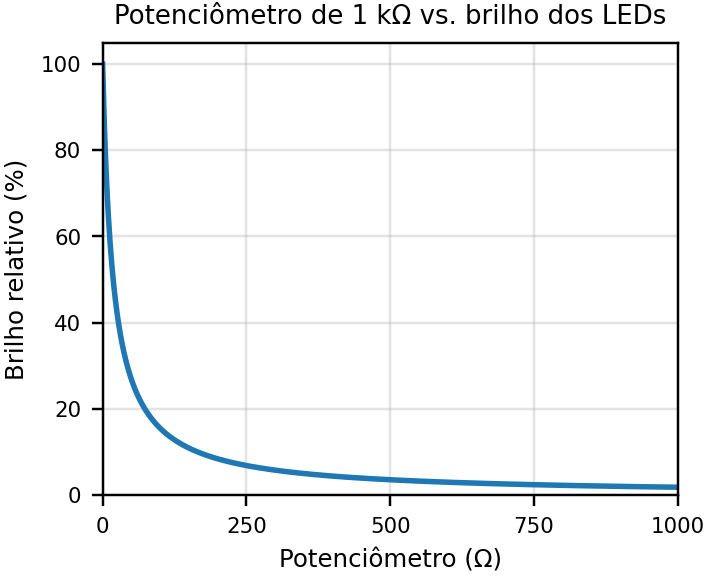 Potenciômetro de 1 kΩ vs. brilho dos LEDs
Brilho relativo (%)
100
80
60
40
20
0
0 250 500 750 1000
Potenciômetro (Ω)